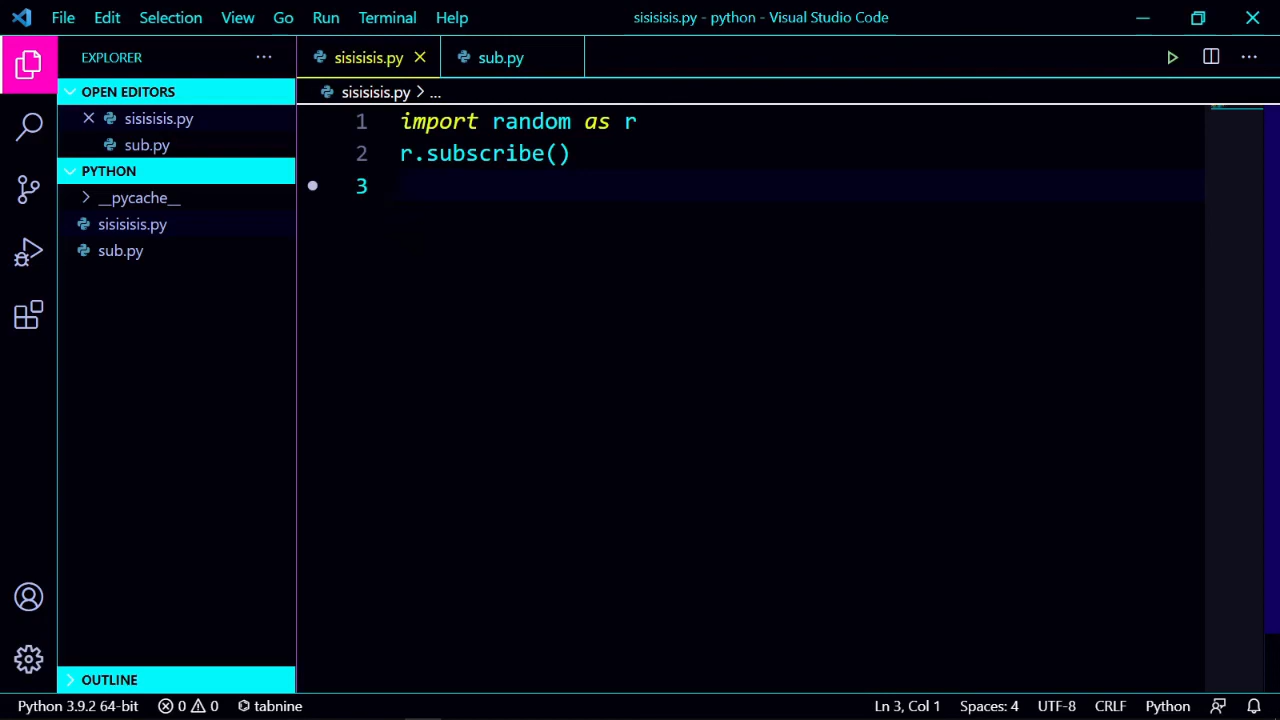 File Edit Selection View Go Run Terminal Help
sisisisis.py - python - Visual Studio Code
EXPLORER
sisisisis.py
sub.py
OPEN EDITORS
sisisisis.py
sub.py
PYTHON
__pycache__
sisisisis.py
sub.py
OUTLINE
sisisisis.py > ...
1 import random as r
2 r.subscribe()
3
Python 3.9.2 64-bit 0 0 tabnine
Ln 3, Col 1 Spaces: 4 UTF-8 CRLF Python